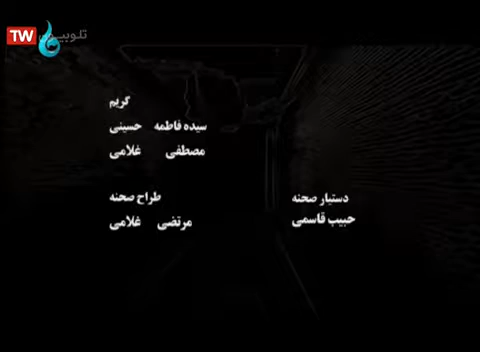 TW
تلوبیون
گریم
سیده فاطمه حسینی
مصطفی غلامی
طراح صحنه
مرتضی غلامی
دستیار صحنه
حبیب قاسمی